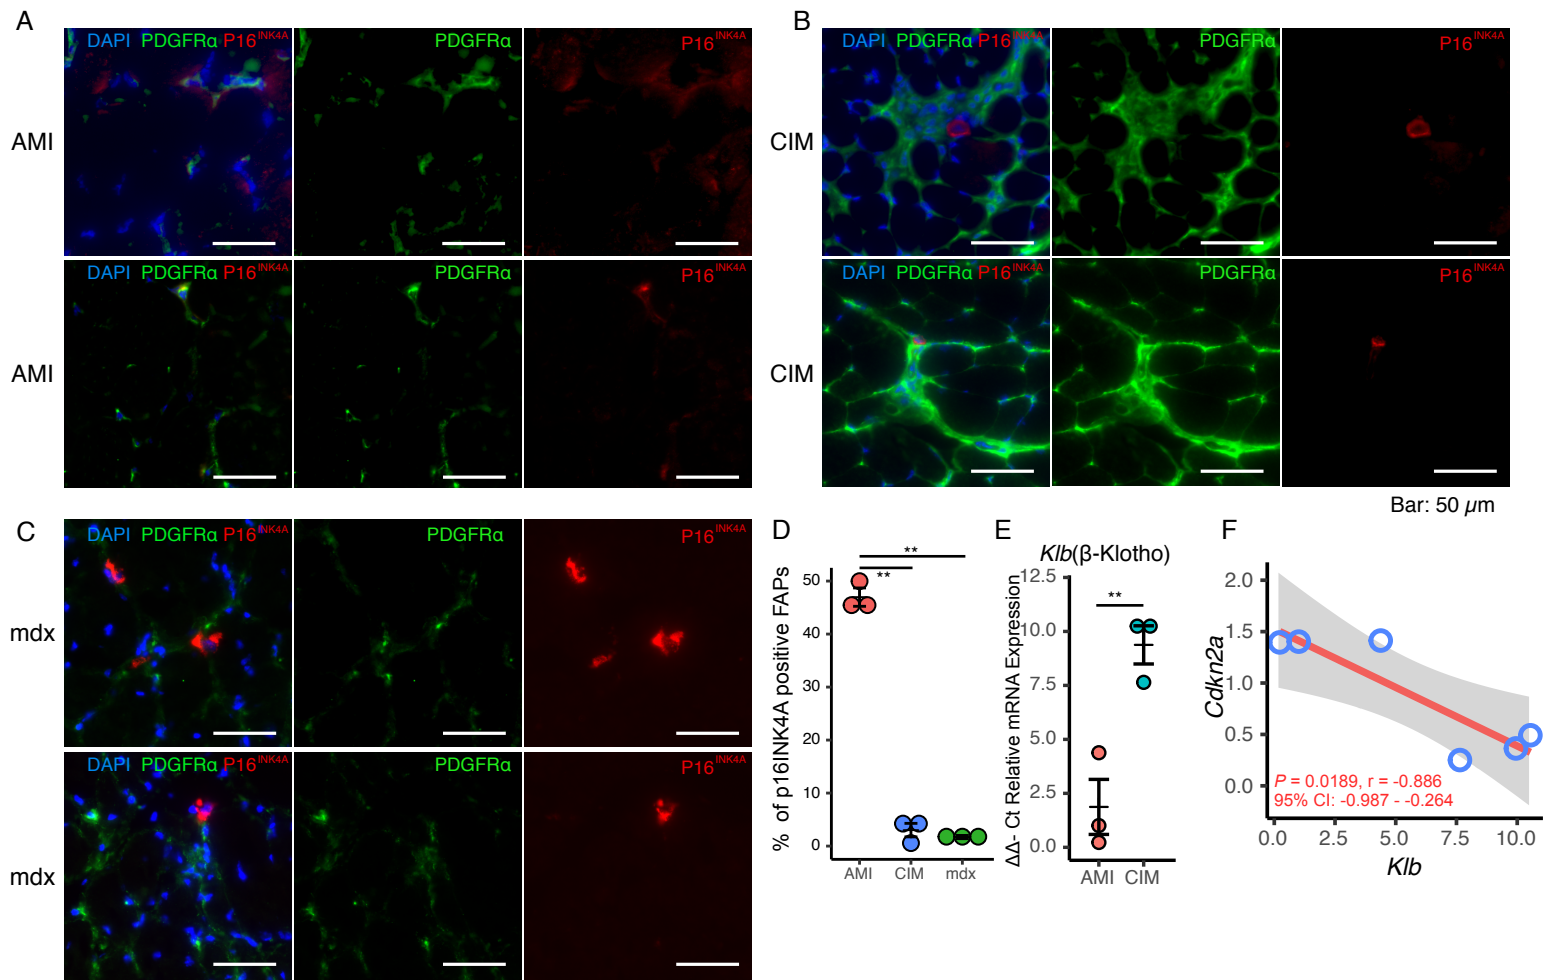 A
DAPI PDGFRα P16INK4A
PDGFRα
P16INK4A
AMI
DAPI PDGFRα P16INK4A
PDGFRα
P16INK4A
AMI
B
DAPI PDGFRα P16INK4A
PDGFRα
P16INK4A
CIM
DAPI PDGFRα P16INK4A
PDGFRα
P16INK4A
CIM
Bar: 50 µm
C
DAPI PDGFRα P16INK4A
PDGFRα
P16INK4A
mdx
DAPI PDGFRα P16INK4A
PDGFRα
P16INK4A
mdx
D
% of p16INK4A positive FAPs
50
40
30
20
10
0
**
**
AMI CIM mdx
E
Klb(β-Klotho)
ΔΔ- Ct Relative mRNA Expression
12.5
10.0
7.5
5.0
2.5
0.0
**
AMI CIM
F
Cdkn2a
2.0
1.5
1.0
0.5
0.0
P = 0.0189, r = -0.886
95% CI: -0.987 - -0.264
0.0 2.5 5.0 7.5 10.0
Klb